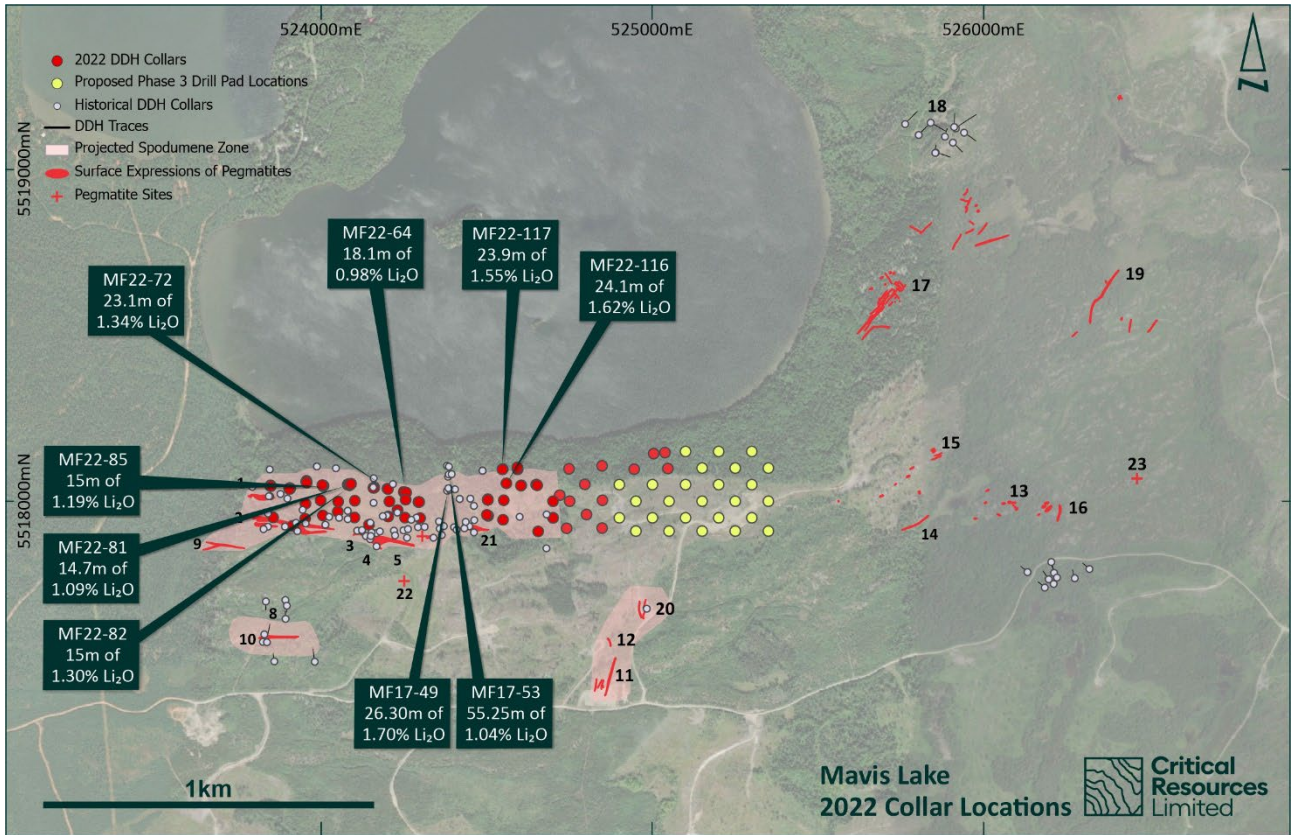 524000mE
525000mE
526000mE
5519000mN
5518000mN
2022 DDH Collars
Proposed Phase 3 Drill Pad Locations
Historical DDH Collars
DDH Traces
Projected Spodumene Zone
Surface Expressions of Pegmatites
Pegmatite Sites
N
MF22-72
23.1m of
1.34% Li₂O
MF22-64
18.1m of
0.98% Li₂O
MF22-117
23.9m of
1.55% Li₂O
MF22-116
24.1m of
1.62% Li₂O
MF22-85
15m of
1.19% Li₂O
MF22-81
14.7m of
1.09% Li₂O
MF22-82
15m of
1.30% Li₂O
MF17-49
26.30m of
1.70% Li₂O
MF17-53
55.25m of
1.04% Li₂O
18
17
19
15
23
13
16
14
1
2
9
3
4
5
21
22
8
10
20
12
11
1km
Mavis Lake
2022 Collar Locations
Critical
Resources
Limited